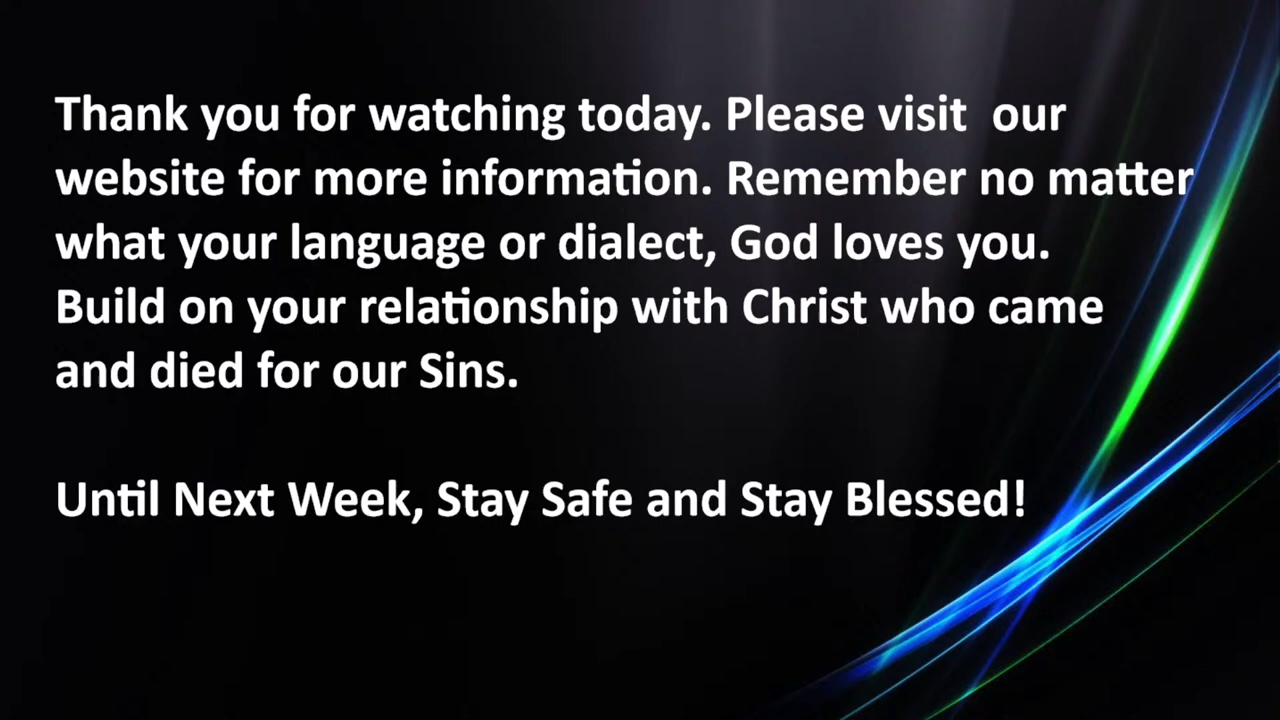 Thank you for watching today. Please visit  our
website for more information. Remember no matter
what your language or dialect, God loves you.
Build on your relationship with Christ who came
and died for our Sins.
Until Next Week, Stay Safe and Stay Blessed!